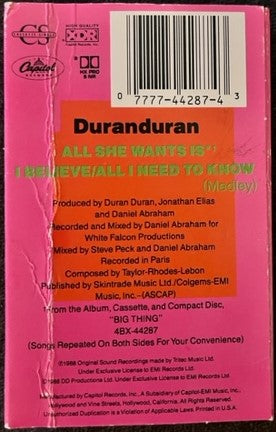 CS
CASSETTE SINGLE
HIGH QUALITY
XDR
Capitol Records, Inc.
Capitol
RECORDS
DOLBY
HX PRO
B NR
0 7777-44287-4 3
Duranduran
ALL SHE WANTS IS
I BELIEVE/ALL I NEED TO KNOW
(Medley)
Produced by Duran Duran, Jonathan Elias
and Daniel Abraham
Recorded and Mixed by Daniel Abraham for
White Falcon Productions
Mixed by Steve Peck and Daniel Abraham
Recorded in Paris
Composed by Taylor-Rhodes-Lebon
Published by Skintrade Music Ltd./Colgems-EMI
Music, Inc.-(ASCAP)
From the Album, Cassette, and Compact Disc,
"BIG THING"
4BX-44287
(Songs Repeated On Both Sides For Your Convenience)
℗1988 Original Sound Recordings made by Tritec Music Ltd.
Under Exclusive License to EMI Records Ltd.
©1988 DD Productions Ltd. Under Exclusive License to EMI Records Ltd.
Manufactured by Capitol Records, Inc., A Subsidiary of Capitol-EMI Music, Inc.,
Hollywood and Vine Streets, Hollywood, California. All Rights Reserved.
Unauthorized Duplication is a Violation of Applicable Laws. Printed in U.S.A.